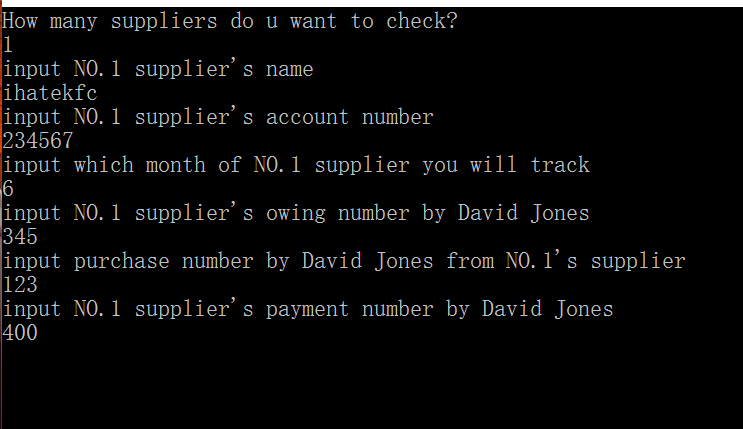 How many suppliers do u want to check?
1
input NO.1 supplier's name
ihatekfc
input NO.1 supplier's account number
234567
input which month of NO.1 supplier you will track
6
input NO.1 supplier's owing number by David Jones
345
input purchase number by David Jones from NO.1's supplier
123
input NO.1 supplier's payment number by David Jones
400